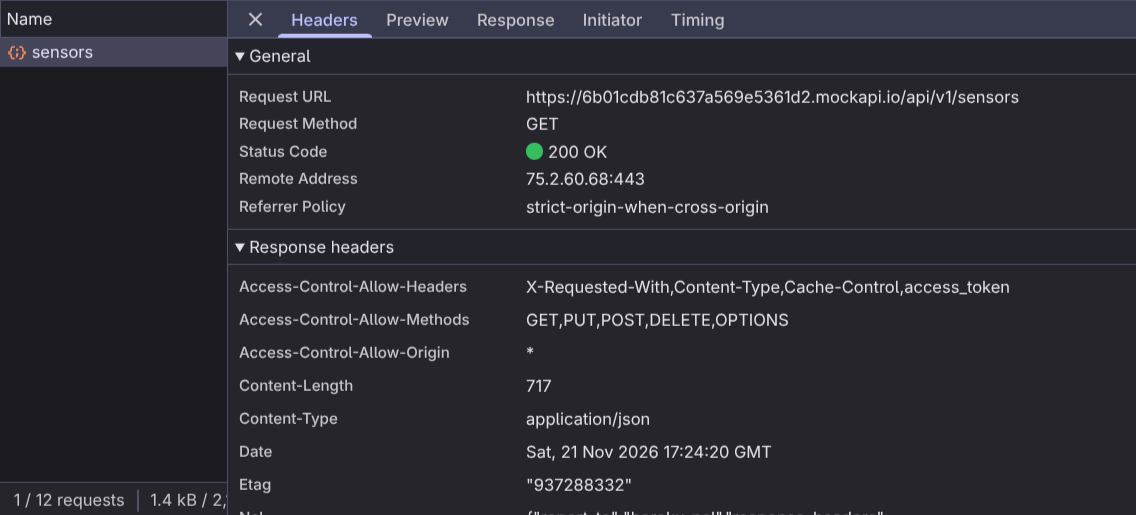 Name
Headers Preview Response Initiator Timing
sensors
General
Request URL https://6b01cdb81c637a569e5361d2.mockapi.io/api/v1/sensors
Request Method GET
Status Code 200 OK
Remote Address 75.2.60.68:443
Referrer Policy strict-origin-when-cross-origin
Response headers
Access-Control-Allow-Headers X-Requested-With,Content-Type,Cache-Control,access_token
Access-Control-Allow-Methods GET,PUT,POST,DELETE,OPTIONS
Access-Control-Allow-Origin *
Content-Length 717
Content-Type application/json
Date Sat, 21 Nov 2026 17:24:20 GMT
Etag "937288332"
1 / 12 requests 1.4 kB / 2,